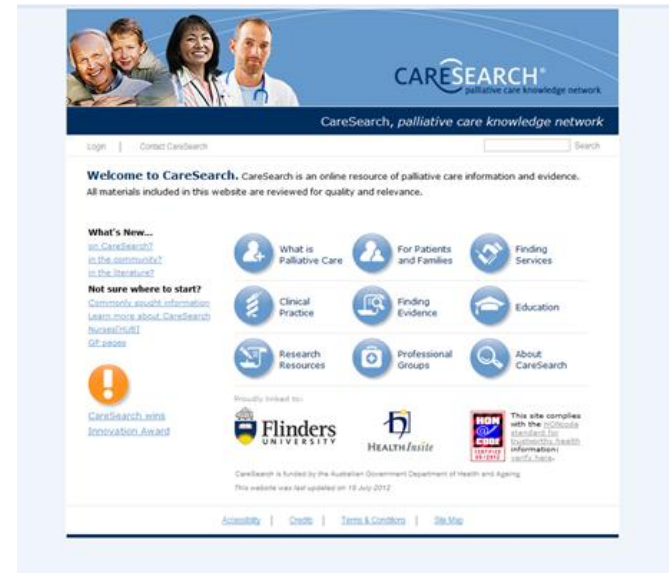 CARESEARCH
palliative care knowledge network
CareSearch, palliative care knowledge network
Login | Contact CareSearch
Search
Welcome to CareSearch. CareSearch is an online resource of palliative care information and evidence.
All materials included in this website are reviewed for quality and relevance.
What's New...
on CareSearch?
in the community?
in the literature?
Not sure where to start?
Commonly sought information
Learn more about CareSearch
Nurses[HUB]
GP pages
CareSearch wins
Innovation Award
What is
Palliative Care
For Patients
and Families
Finding
Services
Clinical
Practice
Finding
Evidence
Education
Research
Resources
Professional
Groups
About
CareSearch
Proudly linked to:
Flinders
UNIVERSITY
HEALTHInsite
HON
CODE
CERTIFIED
This site complies
with the HONcode
standard for
trustworthy health
information:
verify here.
CareSearch is funded by the Australian Government Department of Health and Ageing
This website was last updated on 19 July 2012
Accessibility | Credits | Terms & Conditions | Site Map